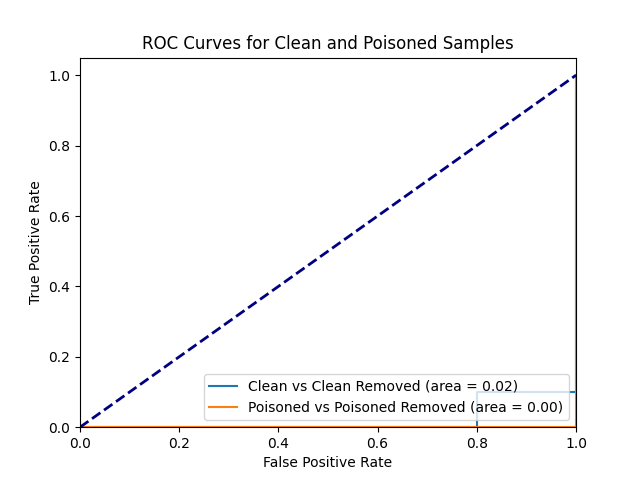 ROC Curves for Clean and Poisoned Samples
True Positive Rate
1.0
0.8
0.6
0.4
0.2
0.0
Clean vs Clean Removed (area = 0.02)
Poisoned vs Poisoned Removed (area = 0.00)
0.0 0.2 0.4 0.6 0.8 1.0
False Positive Rate